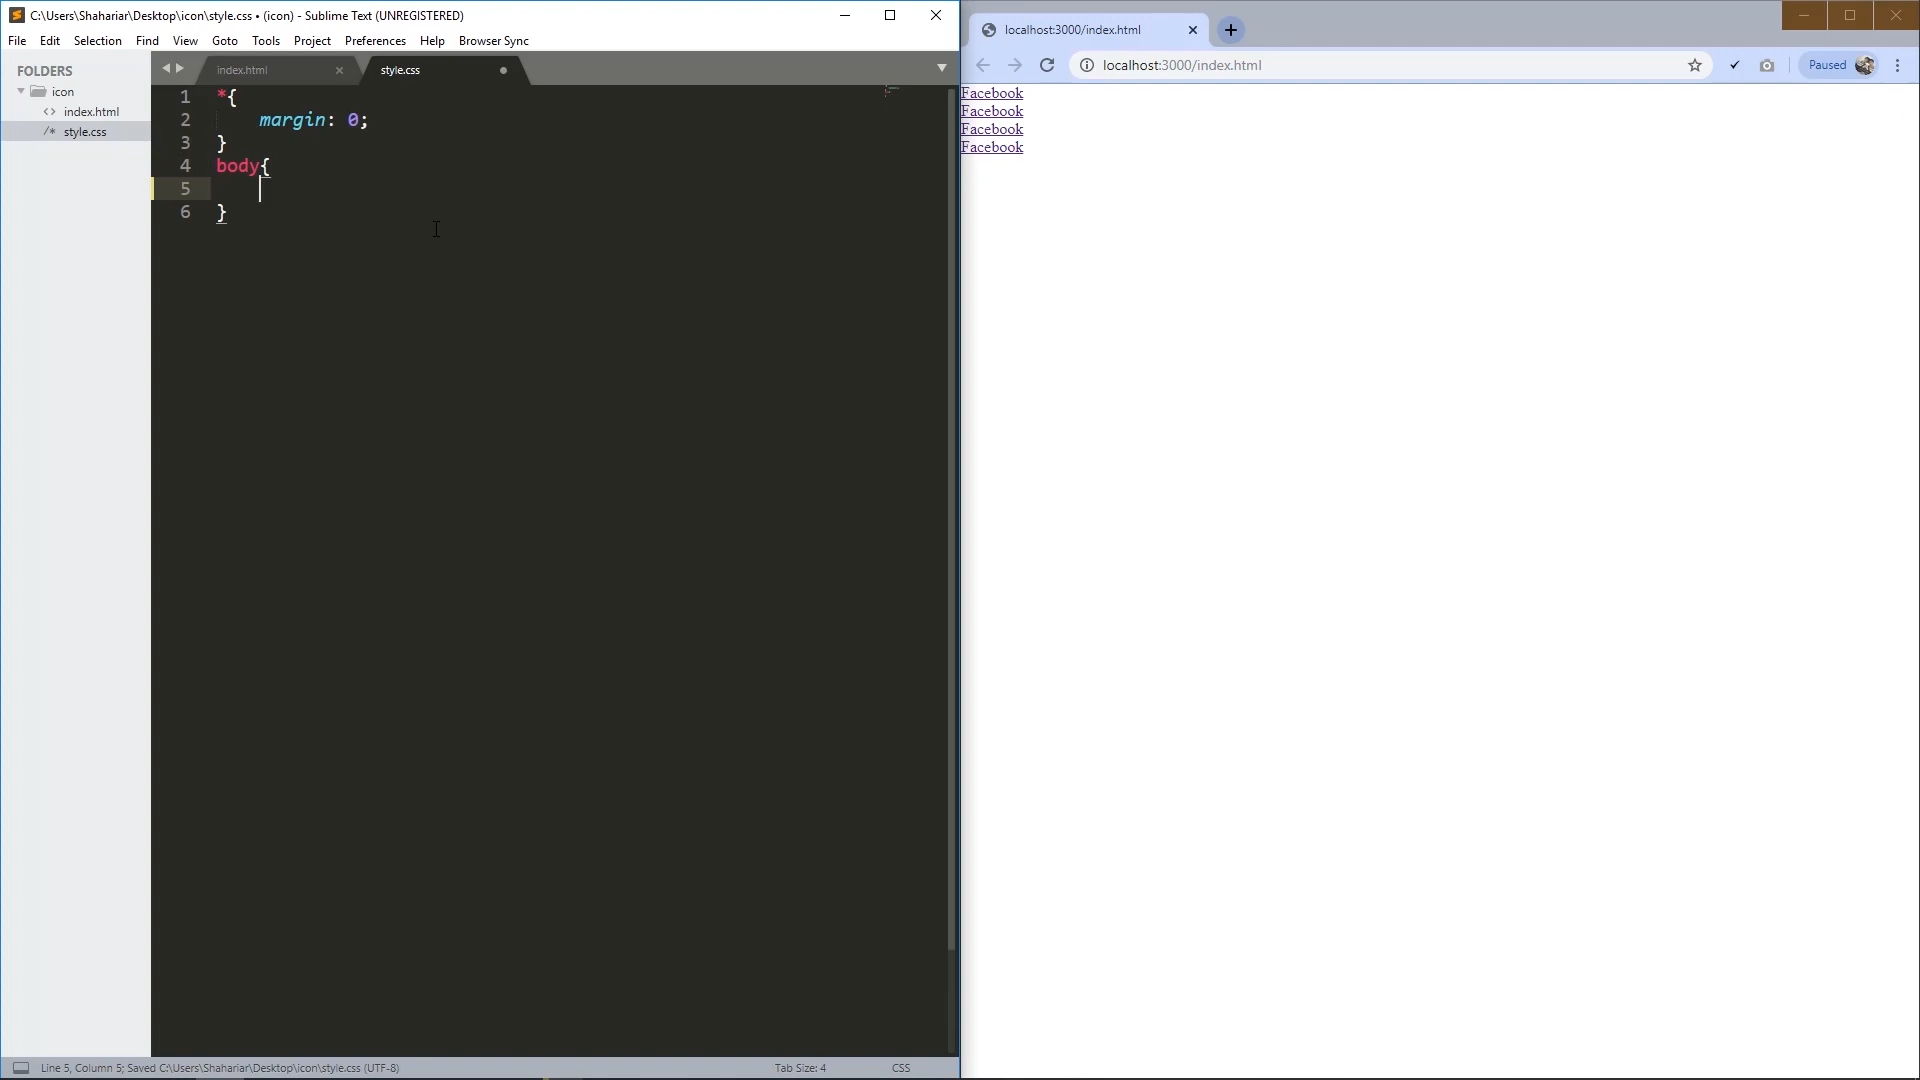 C:\Users\Shahariar\Desktop\icon\style.css • (icon) - Sublime Text (UNREGISTERED)
File Edit Selection Find View Goto Tools Project Preferences Help Browser Sync
FOLDERS
icon
index.html
style.css
index.html
style.css
1 *{
2 margin: 0;
3 }
4 body{
5
6 }
Line 5, Column 5; Saved C:\Users\Shahariar\Desktop\icon\style.css (UTF-8)
Tab Size: 4
CSS
localhost:3000/index.html
localhost:3000/index.html
Paused
Facebook
Facebook
Facebook
Facebook